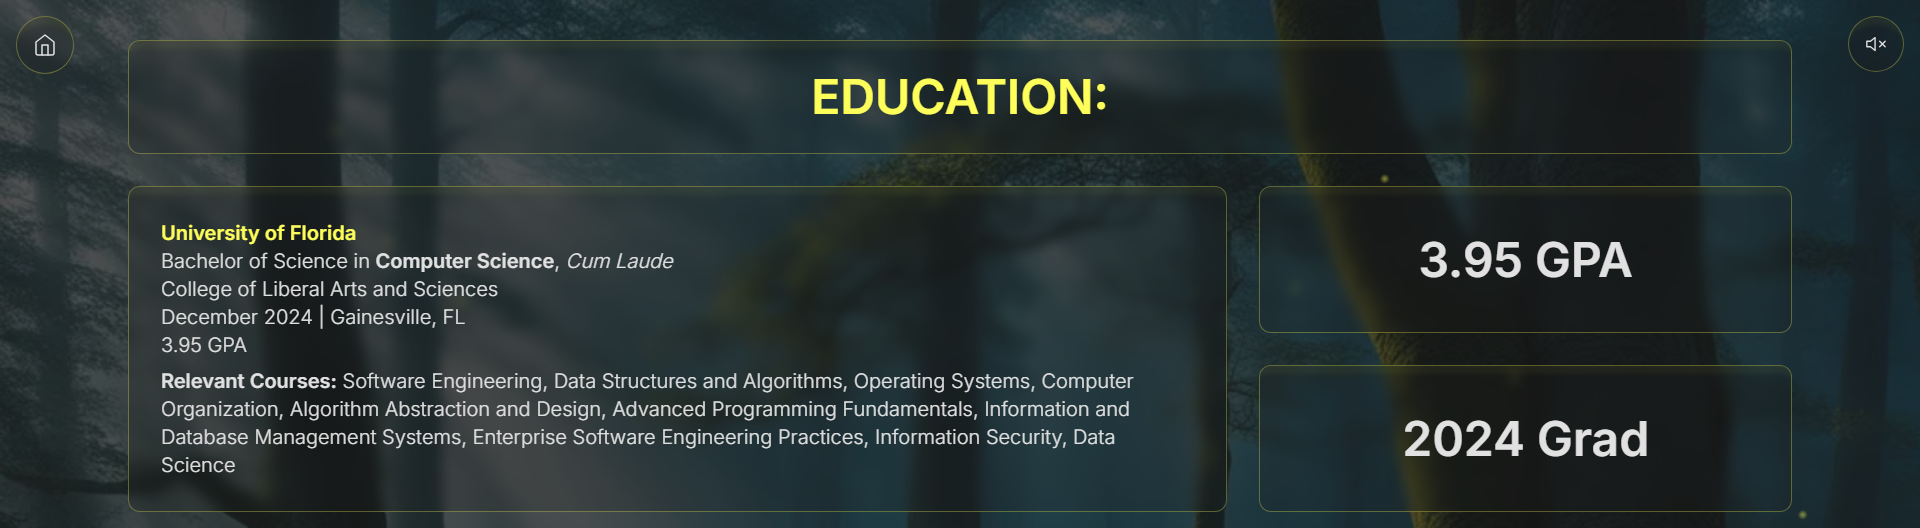 EDUCATION:
University of Florida
Bachelor of Science in Computer Science, Cum Laude
College of Liberal Arts and Sciences
December 2024 | Gainesville, FL
3.95 GPA
Relevant Courses: Software Engineering, Data Structures and Algorithms, Operating Systems, Computer
Organization, Algorithm Abstraction and Design, Advanced Programming Fundamentals, Information and
Database Management Systems, Enterprise Software Engineering Practices, Information Security, Data
Science
3.95 GPA
2024 Grad